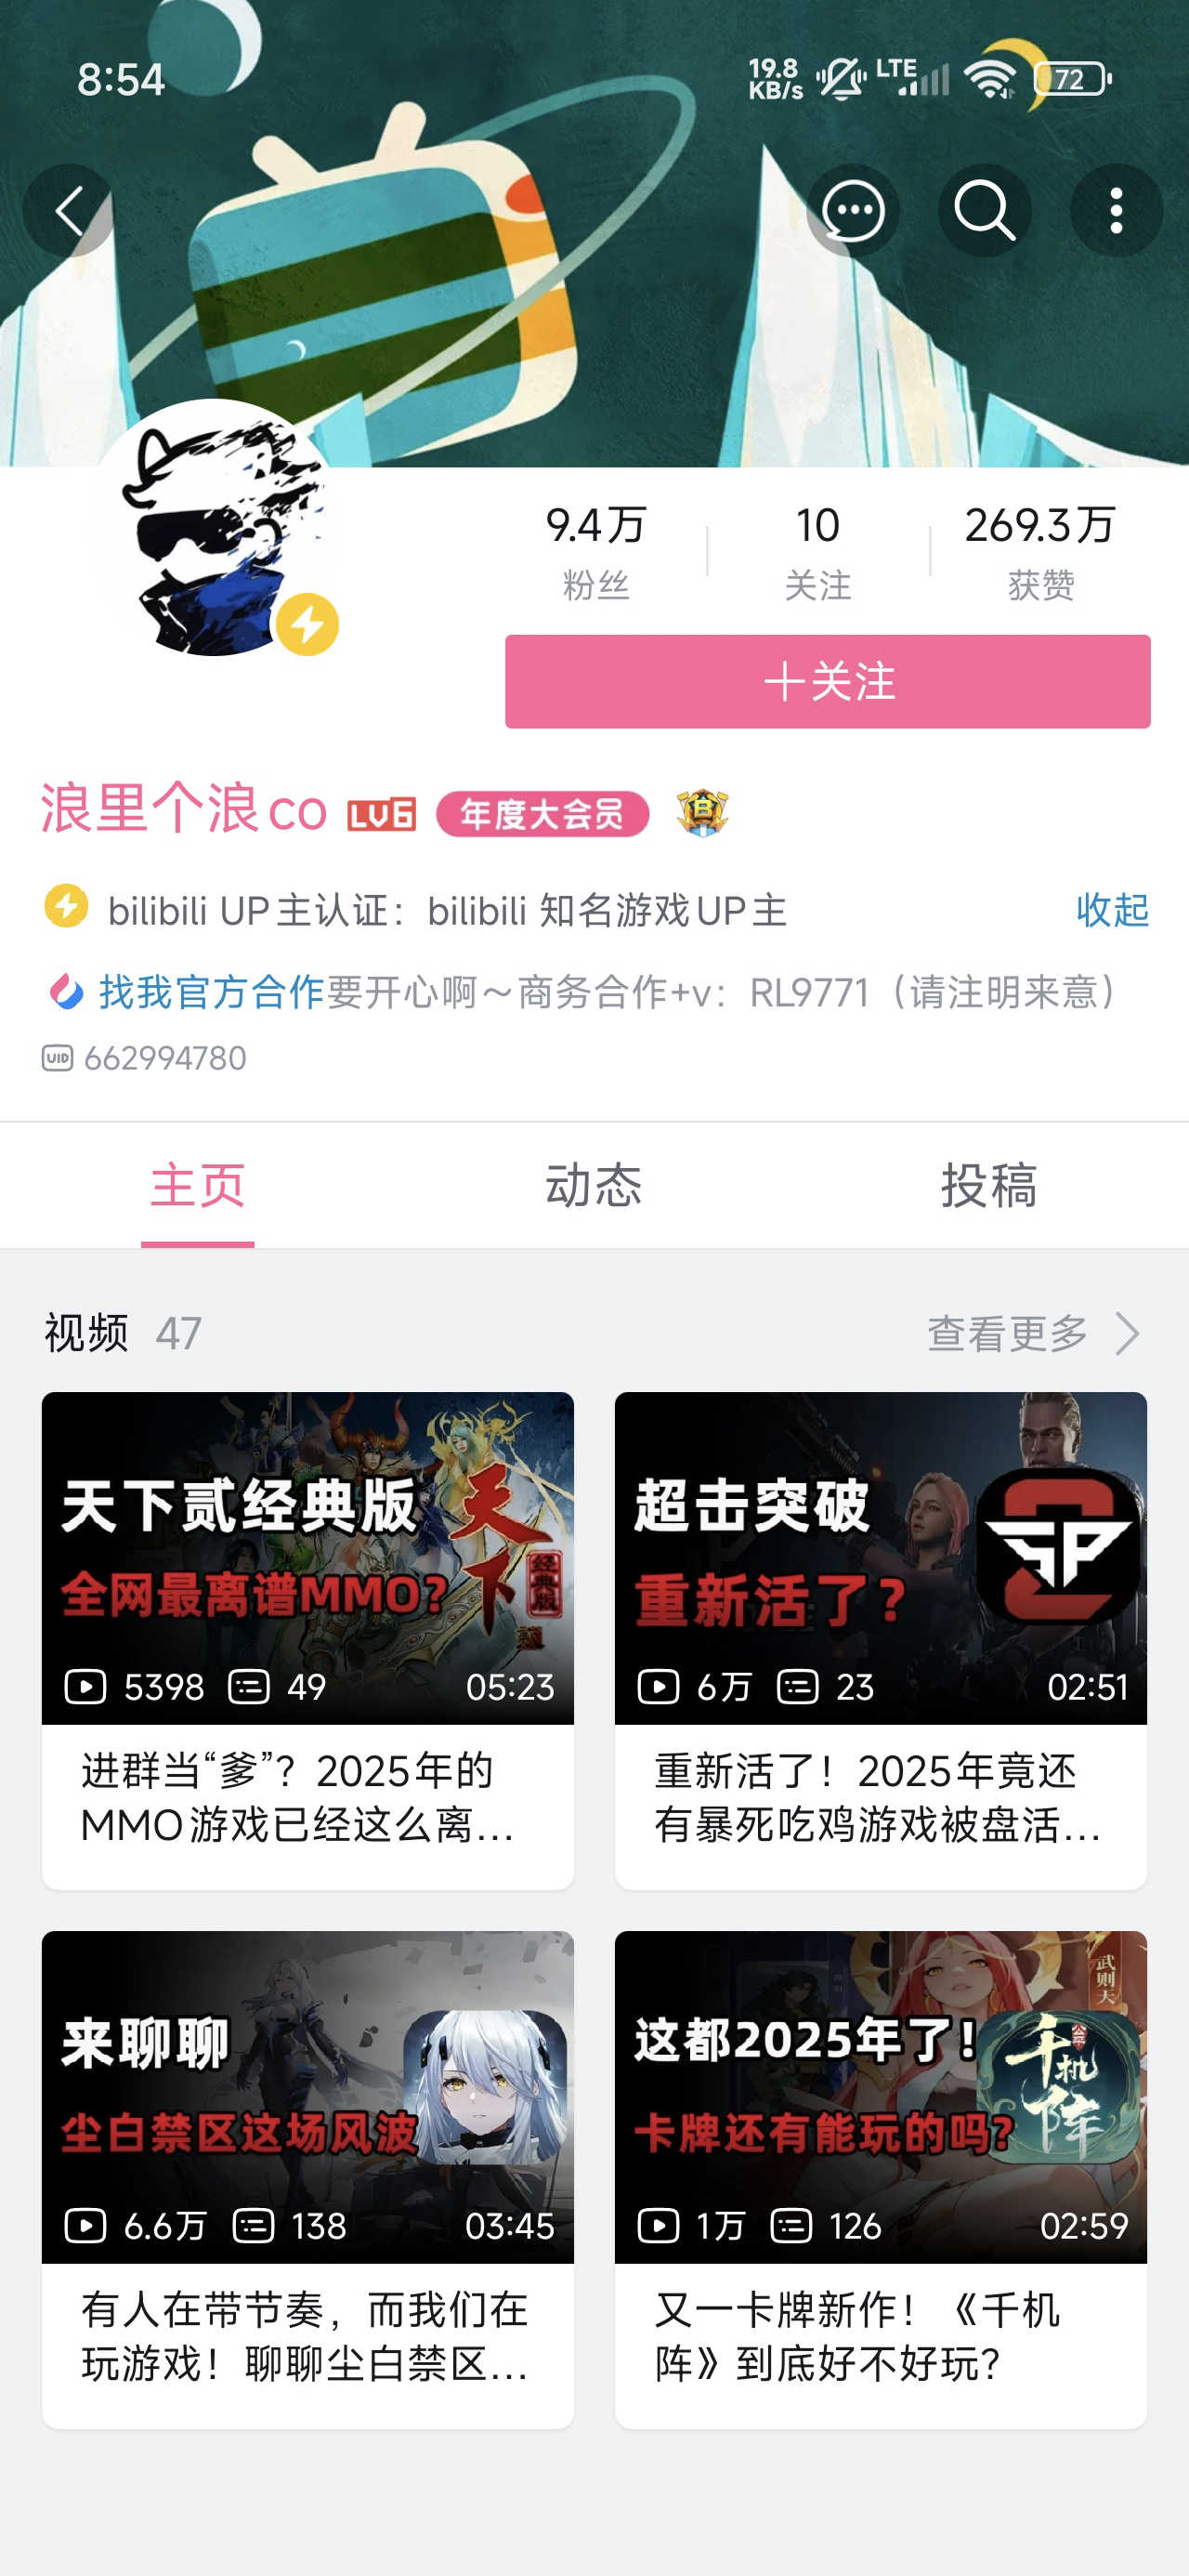 8:54
19.8
KB/s
LTE
72
9.4万
10
269.3万
粉丝
关注
获赞
十关注
浪里个浪co
LV6
年度大会员
B
bilibili UP主认证：bilibili 知名游戏UP主
收起
找我官方合作要开心啊～商务合作+v：RL9771（请注明来意）
UID 662994780
主页
动态
投稿
视频 47
查看更多
天下贰经典版
全网最离谱MMO?
天下
经典版
5398 49 05:23
进群当“爹”？2025年的
MMO游戏已经这么离...
超击突破
重新活了？
SP
6万 23 02:51
重新活了！2025年竟还
有暴死吃鸡游戏被盘活...
来聊聊
尘白禁区这场风波
6.6万 138 03:45
有人在带节奏，而我们在
玩游戏！聊聊尘白禁区...
武则天
这都2025年了!
卡牌还有能玩的吗?
千机阵
1万 126 02:59
又一卡牌新作！《千机
阵》到底好不好玩?